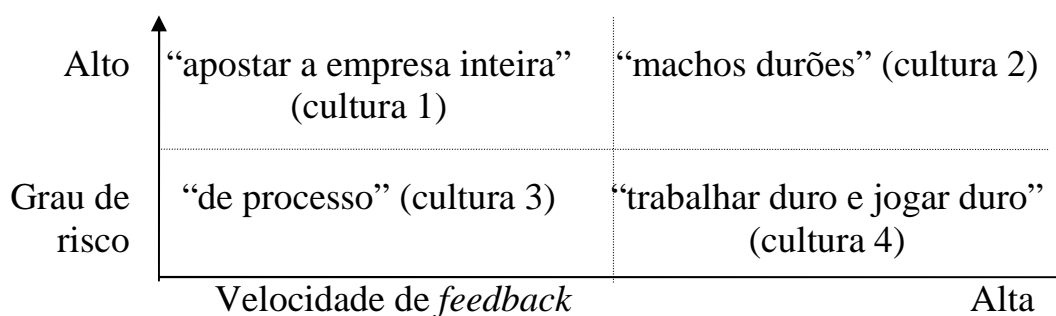 Alto “apostar a empresa inteira” “machos durões” (cultura 2)
(cultura 1)
Grau de “de processo” (cultura 3) “trabalhar duro e jogar duro”
risco (cultura 4)
Velocidade de feedback Alta